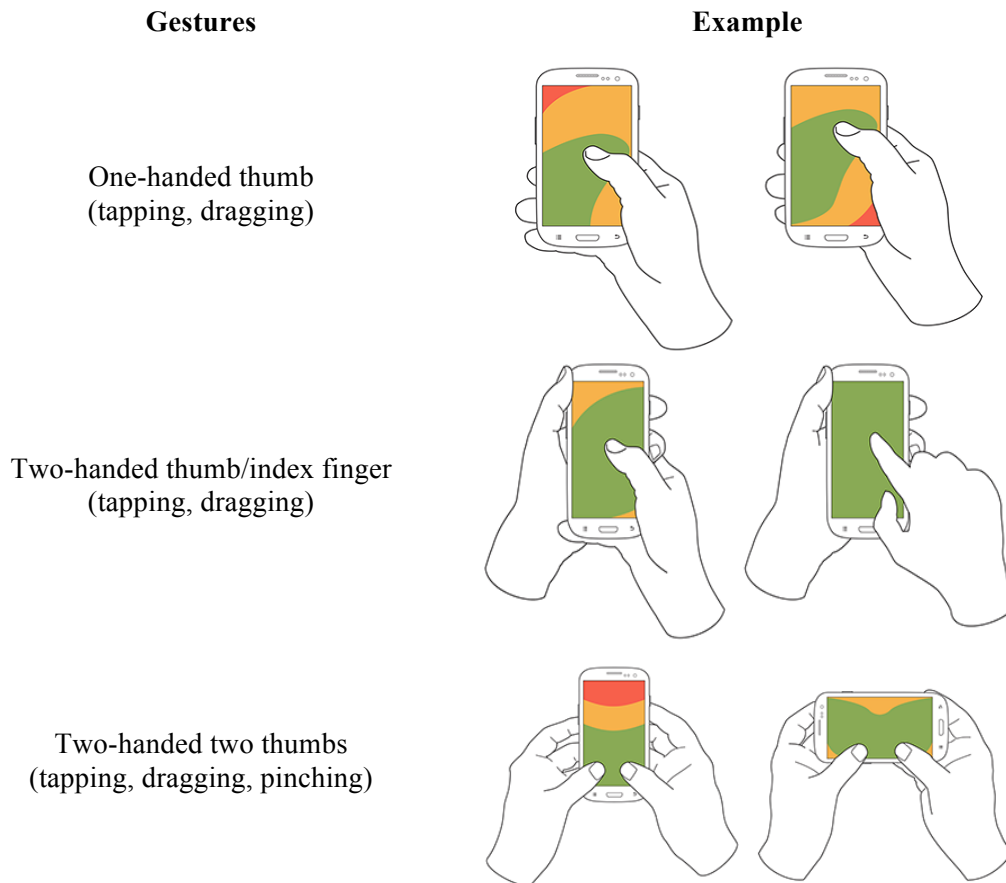 Gestures Example
One-handed thumb
(tapping, dragging)
Two-handed thumb/index finger
(tapping, dragging)
Two-handed two thumbs
(tapping, dragging, pinching)